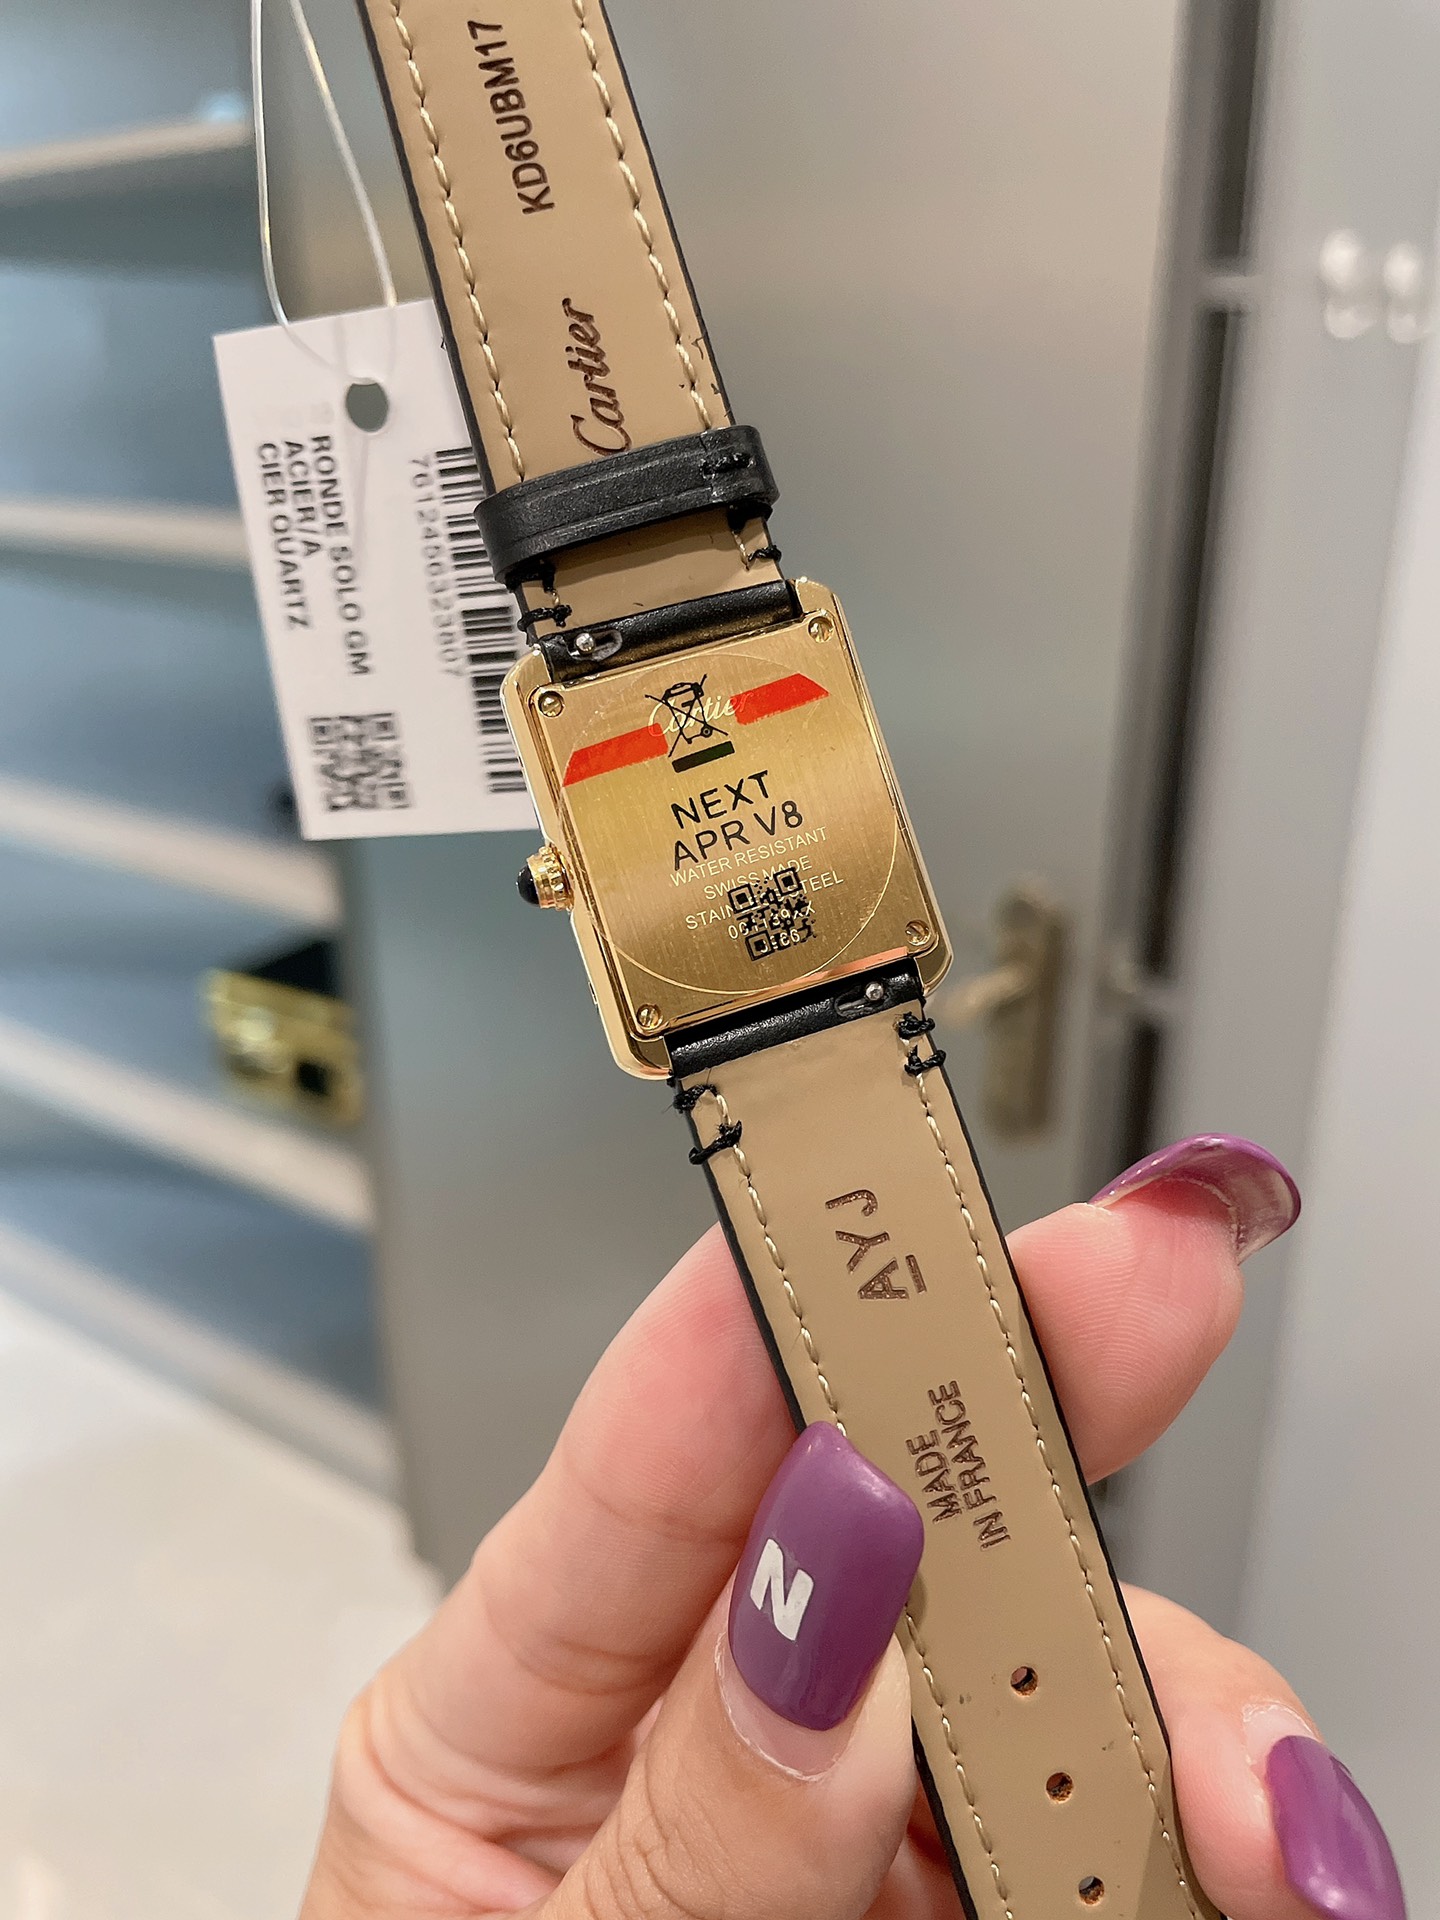 KD6UBM17
Cartier
RONDE SOLO GM
ACIER/A
CIER QUARTZ
7612456323807
Cartier
NEXT
APR V8
WATER RESISTANT
SWISS MADE
AYJ
MADE
IN FRANCE
N